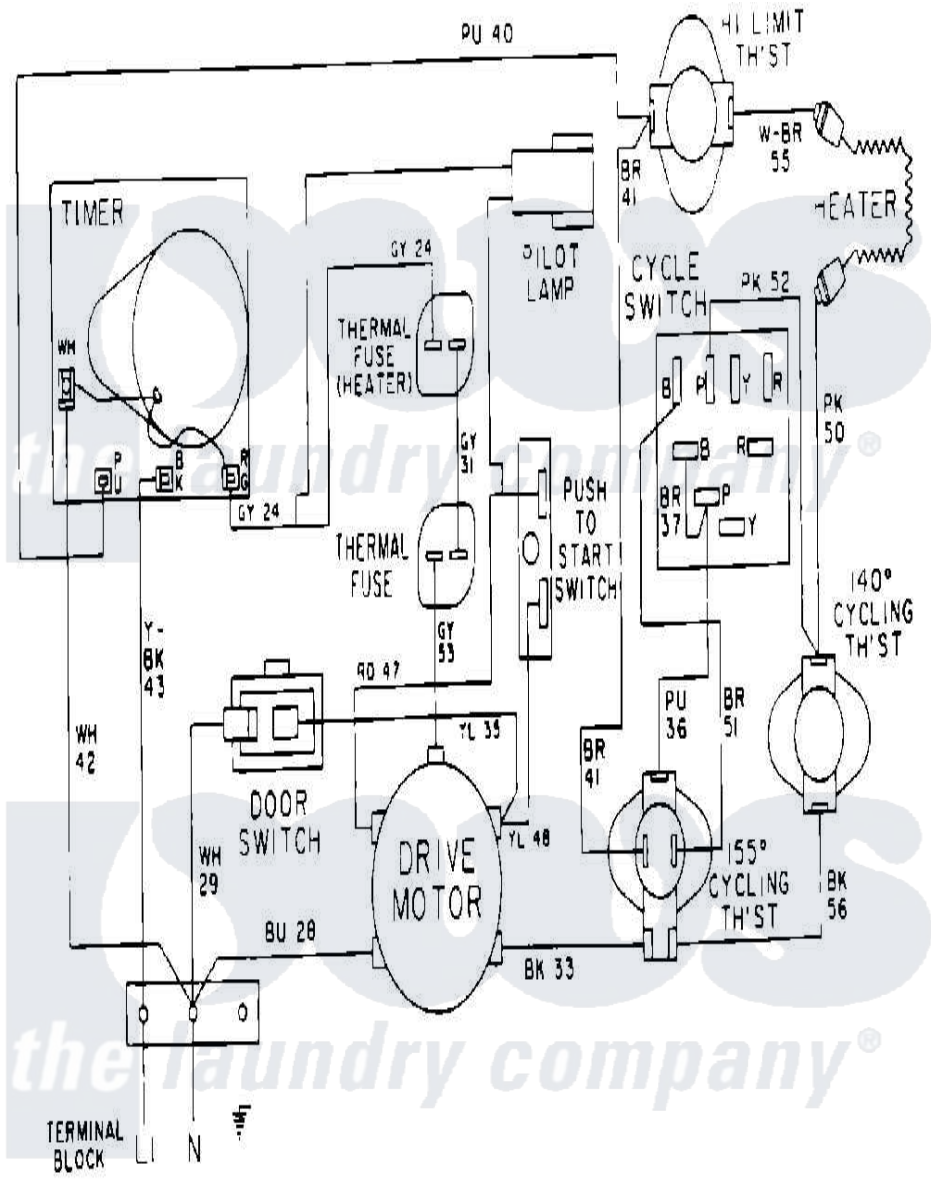 PU 40
HI LIMIT
TH'ST
W-BR
55
BR
41
HEATER
TIMER
PILOT
LAMP
GY 24
CYCLE
SWITCH
PK 52
THERMAL
FUSE
(HEATER)
WH
B
P
Y
R
PK
50
GY
31
B
R
P
U
B
K
R
G
GY 24
BR
37
P
Y
PUSH
TO
START
SWITCH
THERMAL
FUSE
140°
CYCLING
TH'ST
Y-
BK
43
GY
53
RD 47
WH
42
YL 35
BR
41
PU
36
BR
51
DOOR
SWITCH
WH
29
DRIVE
MOTOR
YL 48
155°
CYCLING
TH'ST
BK
56
BU 28
BK 33
TERMINAL
BLOCK
L1
N
the laundry company®
the laundry company®